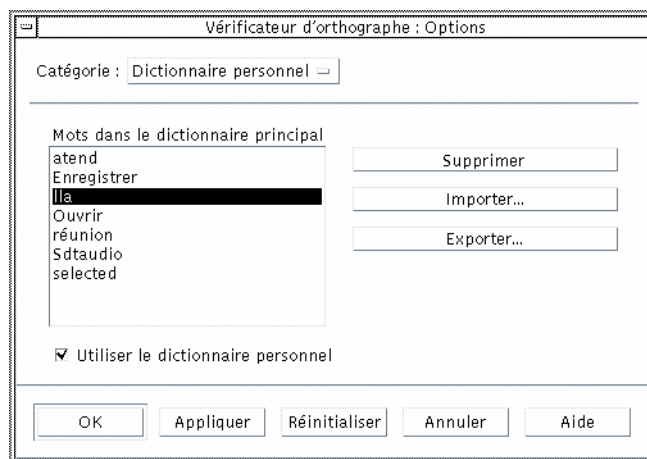 Vérificateur d'orthographe : Options
Catégorie : Dictionnaire personnel
Mots dans le dictionnaire principal
atend
Enregistrer
lla
Ouvrir
réunion
Sdtaudio
selected
Supprimer
Importer...
Exporter...
Utiliser le dictionnaire personnel
OK Appliquer Réinitialiser Annuler Aide